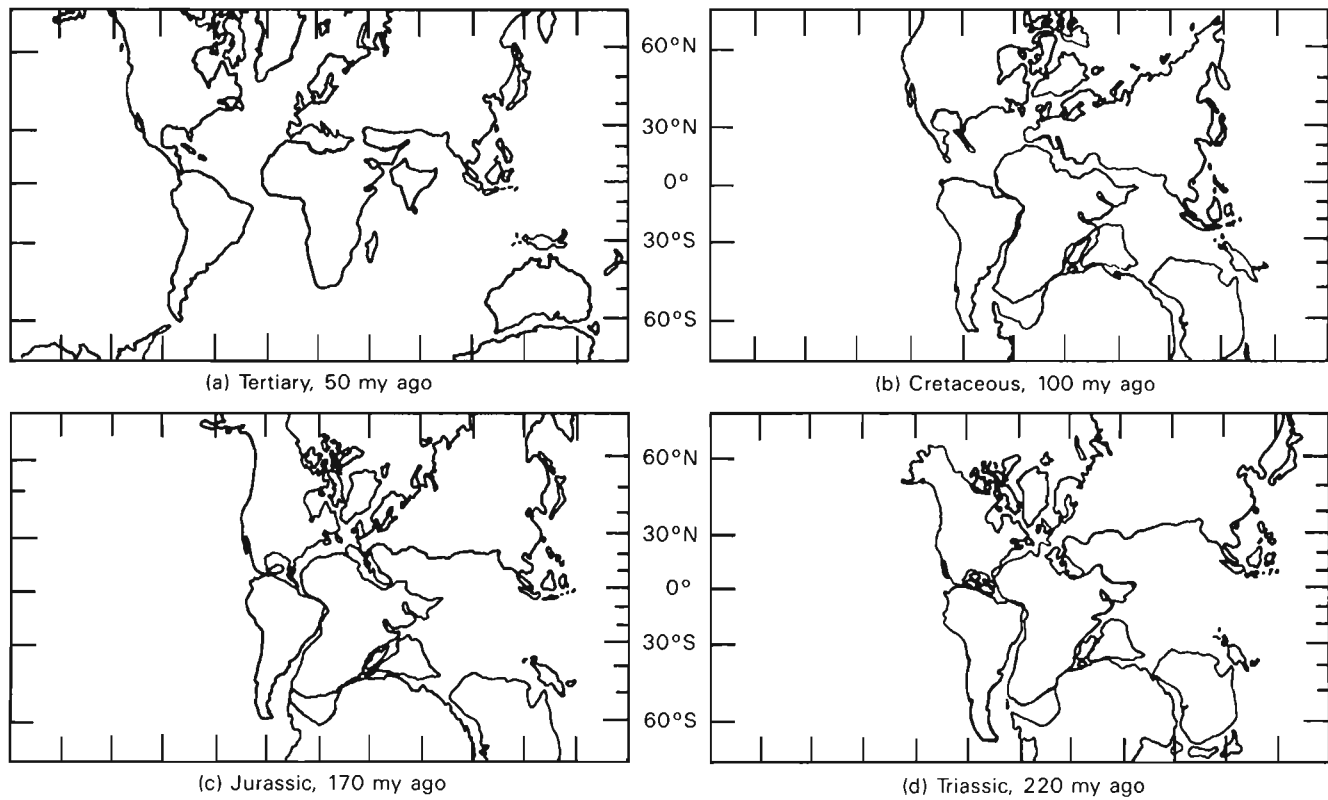 60°N
30°N
0°
30°S
60°S
(a) Tertiary, 50 my ago
(b) Cretaceous, 100 my ago
60°N
30°N
0°
30°S
60°S
(c) Jurassic, 170 my ago
(d) Triassic, 220 my ago